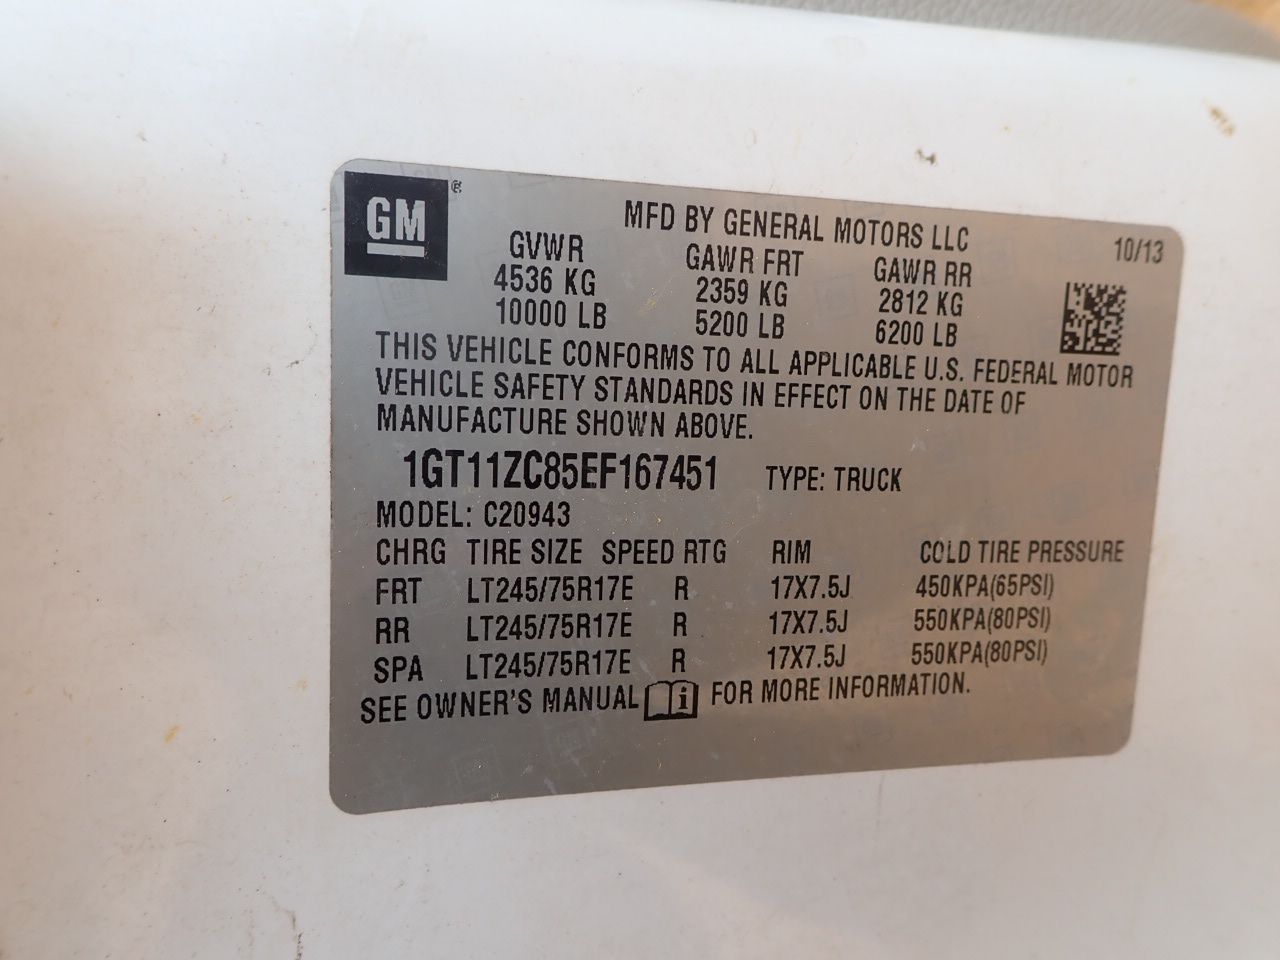 GM ®
MFD BY GENERAL MOTORS LLC 10/13
GVWR GAWR FRT GAWR RR
4536 KG 2359 KG 2812 KG
10000 LB 5200 LB 6200 LB
THIS VEHICLE CONFORMS TO ALL APPLICABLE U.S. FEDERAL MOTOR
VEHICLE SAFETY STANDARDS IN EFFECT ON THE DATE OF
MANUFACTURE SHOWN ABOVE.
1GT11ZC85EF167451 TYPE: TRUCK
MODEL: C20943
CHRG TIRE SIZE SPEED RTG RIM COLD TIRE PRESSURE
FRT LT245/75R17E R 17X7.5J 450KPA(65PSI)
RR LT245/75R17E R 17X7.5J 550KPA(80PSI)
SPA LT245/75R17E R 17X7.5J 550KPA(80PSI)
SEE OWNER'S MANUAL i FOR MORE INFORMATION.